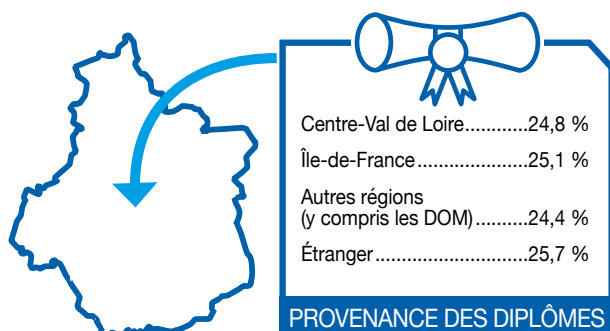 Centre-Val de Loire............24,8 %
Île-de-France....................25,1 %
Autres régions
(y compris les DOM)..........24,4 %
Étranger............................25,7 %
PROVENANCE DES DIPLÔMES